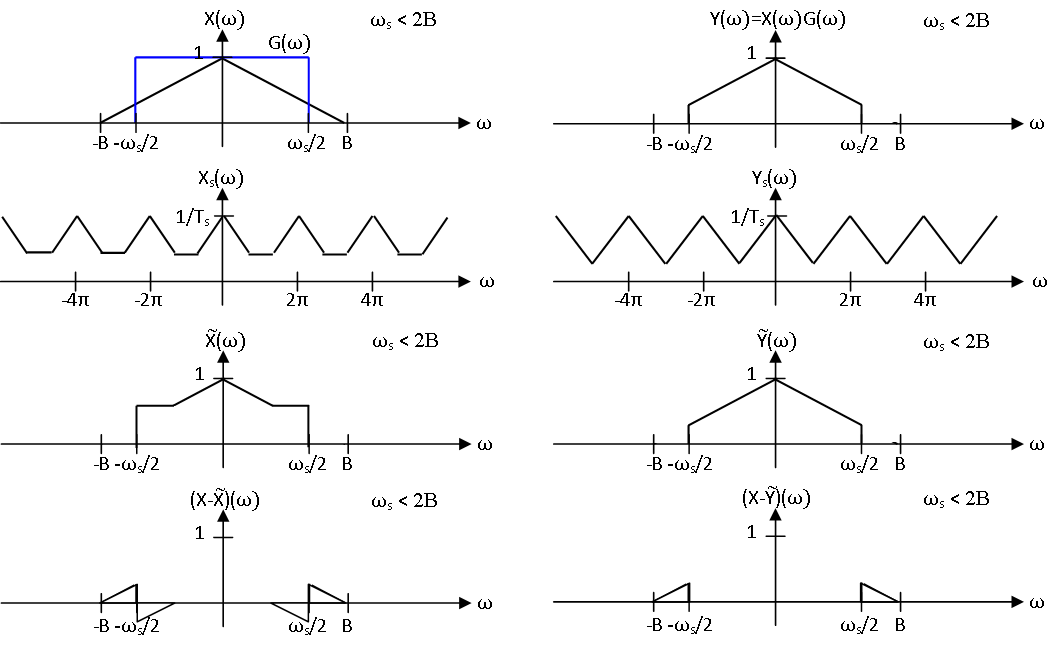 X(ω) ωs < 2B Y(ω)=X(ω)G(ω) ωs < 2B
G(ω)
1 1
ω ω
-B -ωs/2 ωs/2 B -B -ωs/2 ωs/2 B
Xs(ω) Ys(ω)
1/Ts 1/Ts
ω ω
-4π -2π 2π 4π -4π -2π 2π 4π
X̃(ω) ωs < 2B Ỹ(ω) ωs < 2B
1 1
ω ω
-B -ωs/2 ωs/2 B -B -ωs/2 ωs/2 B
(X-X̃)(ω) ωs < 2B (X-Ỹ)(ω) ωs < 2B
1 1
ω ω
-B -ωs/2 ωs/2 B -B -ωs/2 ωs/2 B